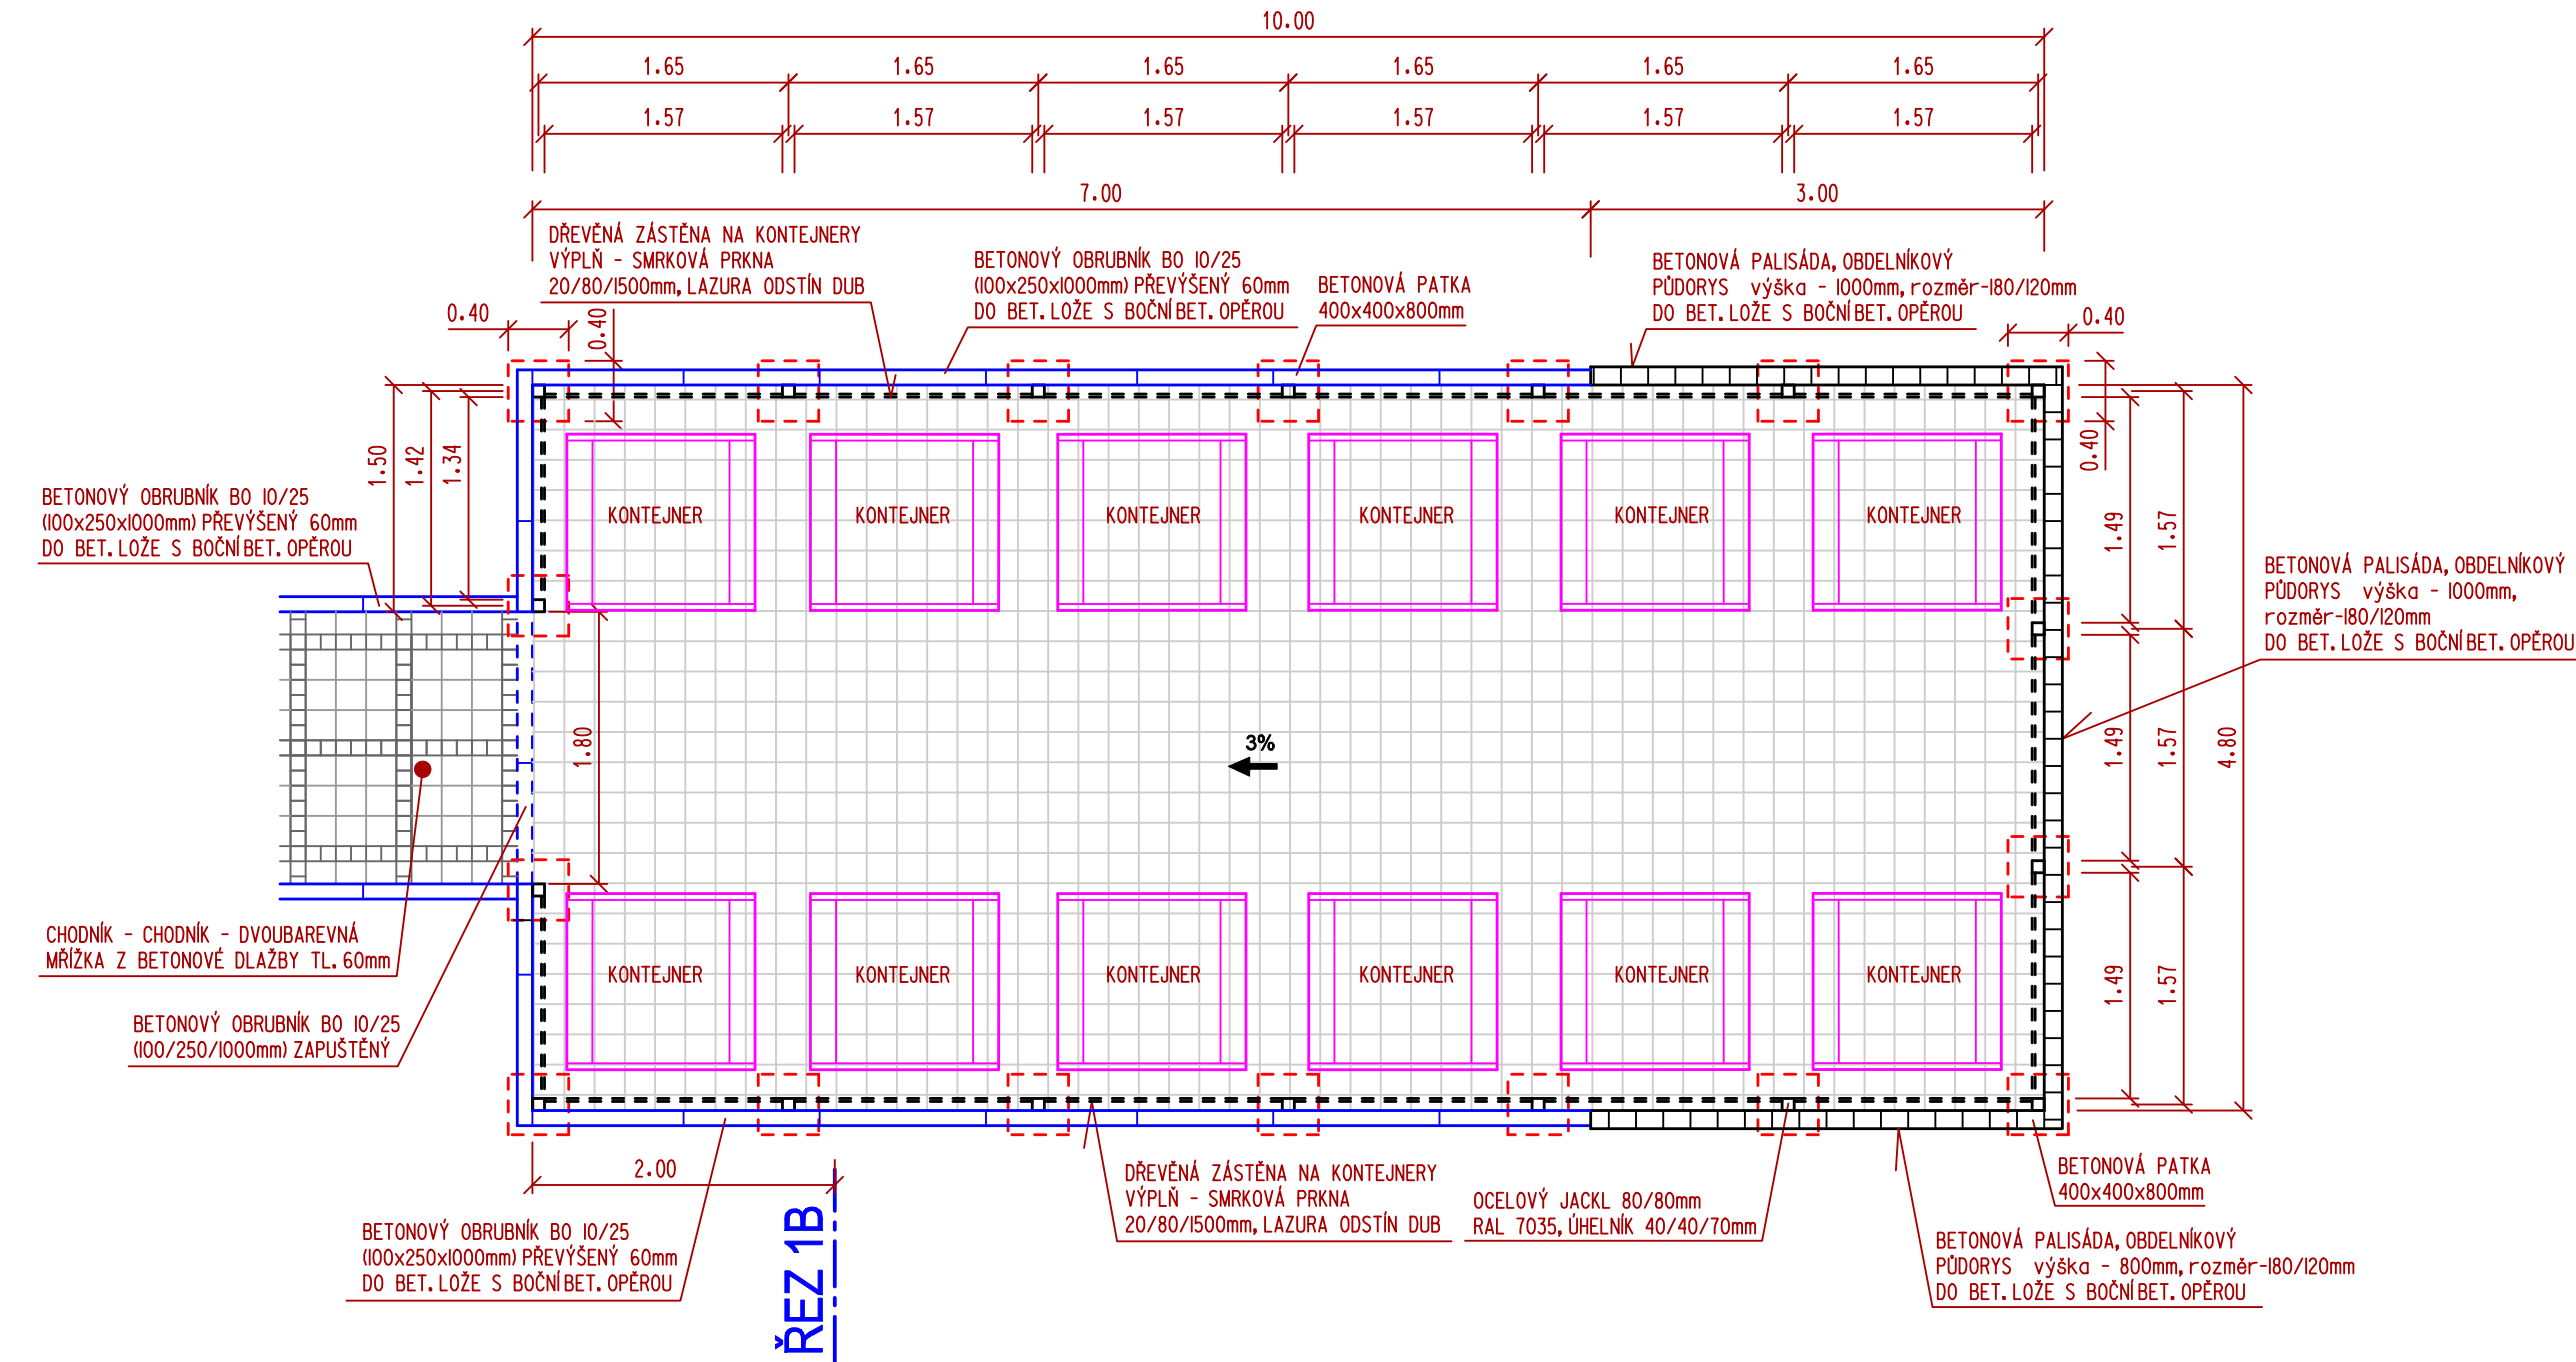 10.00
1.65 1.65 1.65 1.65 1.65 1.65
1.57 1.57 1.57 1.57 1.57 1.57
7.00 3.00
DŘEVĚNÁ ZÁSTĚNA NA KONTEJNERY
VÝPLŇ - SMRKOVÁ PRKNA
20/80/1500mm, LAZURA ODSTÍN DUB
BETONOVÝ OBRUBNÍK BO 10/25
(100x250x1000mm) PŘEVÝŠENÝ 60mm
DO BET. LOŽE S BOČNÍ BET. OPĚROU
BETONOVÁ PATKA
400x400x800mm
BETONOVÁ PALISÁDA, OBDELNÍKOVÝ
PŮDORYS výška - 1000mm, rozměr-180/120mm
DO BET. LOŽE S BOČNÍ BET. OPĚROU
0.40
0.40
0.40
0.40
1.50
1.42
1.34
BETONOVÝ OBRUBNÍK BO 10/25
(100x250x1000mm) PŘEVÝŠENÝ 60mm
DO BET. LOŽE S BOČNÍ BET. OPĚROU
KONTEJNER KONTEJNER KONTEJNER KONTEJNER KONTEJNER KONTEJNER
1.49
1.57
BETONOVÁ PALISÁDA, OBDELNÍKOVÝ
PŮDORYS výška - 1000mm,
rozměr-180/120mm
DO BET. LOŽE S BOČNÍ BET. OPĚROU
1.80
3%
1.49
1.57
4.80
CHODNÍK - CHODNÍK - DVOUBAREVNÁ
MŘÍŽKA Z BETONOVÉ DLAŽBY TL. 60mm
KONTEJNER KONTEJNER KONTEJNER KONTEJNER KONTEJNER KONTEJNER
1.49
1.57
BETONOVÝ OBRUBNÍK BO 10/25
(100/250/1000mm) ZAPUŠTĚNÝ
2.00
BETONOVÝ OBRUBNÍK BO 10/25
(100x250x1000mm) PŘEVÝŠENÝ 60mm
DO BET. LOŽE S BOČNÍ BET. OPĚROU
ŘEZ 1B
DŘEVĚNÁ ZÁSTĚNA NA KONTEJNERY
VÝPLŇ - SMRKOVÁ PRKNA
20/80/1500mm, LAZURA ODSTÍN DUB
OCELOVÝ JACKL 80/80mm
RAL 7035, ÚHELNÍK 40/40/70mm
BETONOVÁ PATKA
400x400x800mm
BETONOVÁ PALISÁDA, OBDELNÍKOVÝ
PŮDORYS výška - 800mm, rozměr-180/120mm
DO BET. LOŽE S BOČNÍ BET. OPĚROU